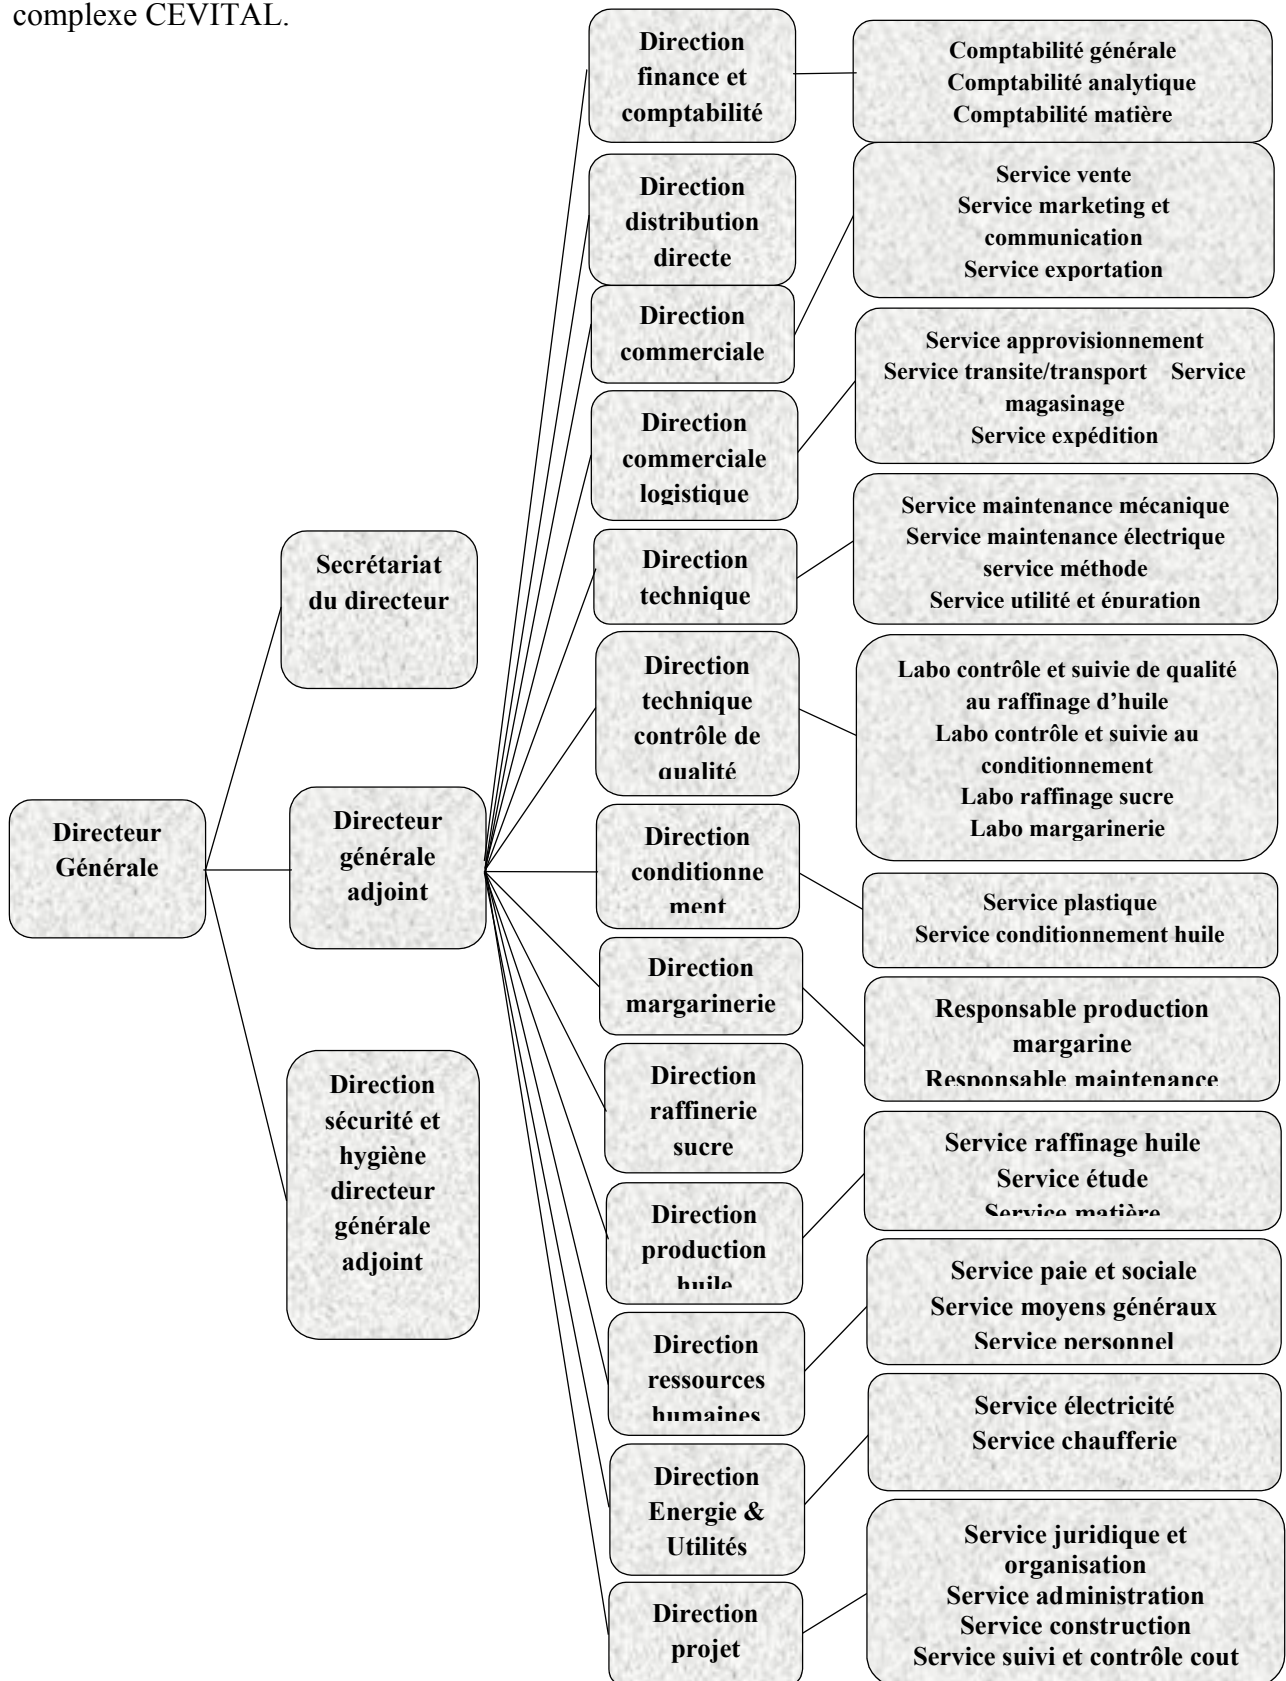 complexe CEVITAL.
Direction
finance et
comptabilité
Comptabilité générale
Comptabilité analytique
Comptabilité matière
Direction
distribution
directe
Service vente
Service marketing et
communication
Service exportation
Direction
commerciale
Direction
commerciale
logistique
Service approvisionnement
Service transite/transport Service
magasinage
Service expédition
Direction
technique
Service maintenance mécanique
Service maintenance électrique
service méthode
Service utilité et épuration
Secrétariat
du directeur
Direction
technique
contrôle de
qualité
Labo contrôle et suivie de qualité
au raffinage d’huile
Labo contrôle et suivie au
conditionnement
Labo raffinage sucre
Labo margarinerie
Directeur
Générale
Directeur
générale
adjoint
Direction
conditionne
ment
Service plastique
Service conditionnement huile
Direction
margarinerie
Responsable production
margarine
Responsable maintenance
Direction
sécurité et
hygiène
directeur
générale
adjoint
Direction
raffinerie
sucre
Direction
production
huile
Service raffinage huile
Service étude
Service matière
Direction
ressources
humaines
Service paie et sociale
Service moyens généraux
Service personnel
Direction
Energie &
Utilités
Service électricité
Service chaufferie
Direction
projet
Service juridique et
organisation
Service administration
Service construction
Service suivi et contrôle cout